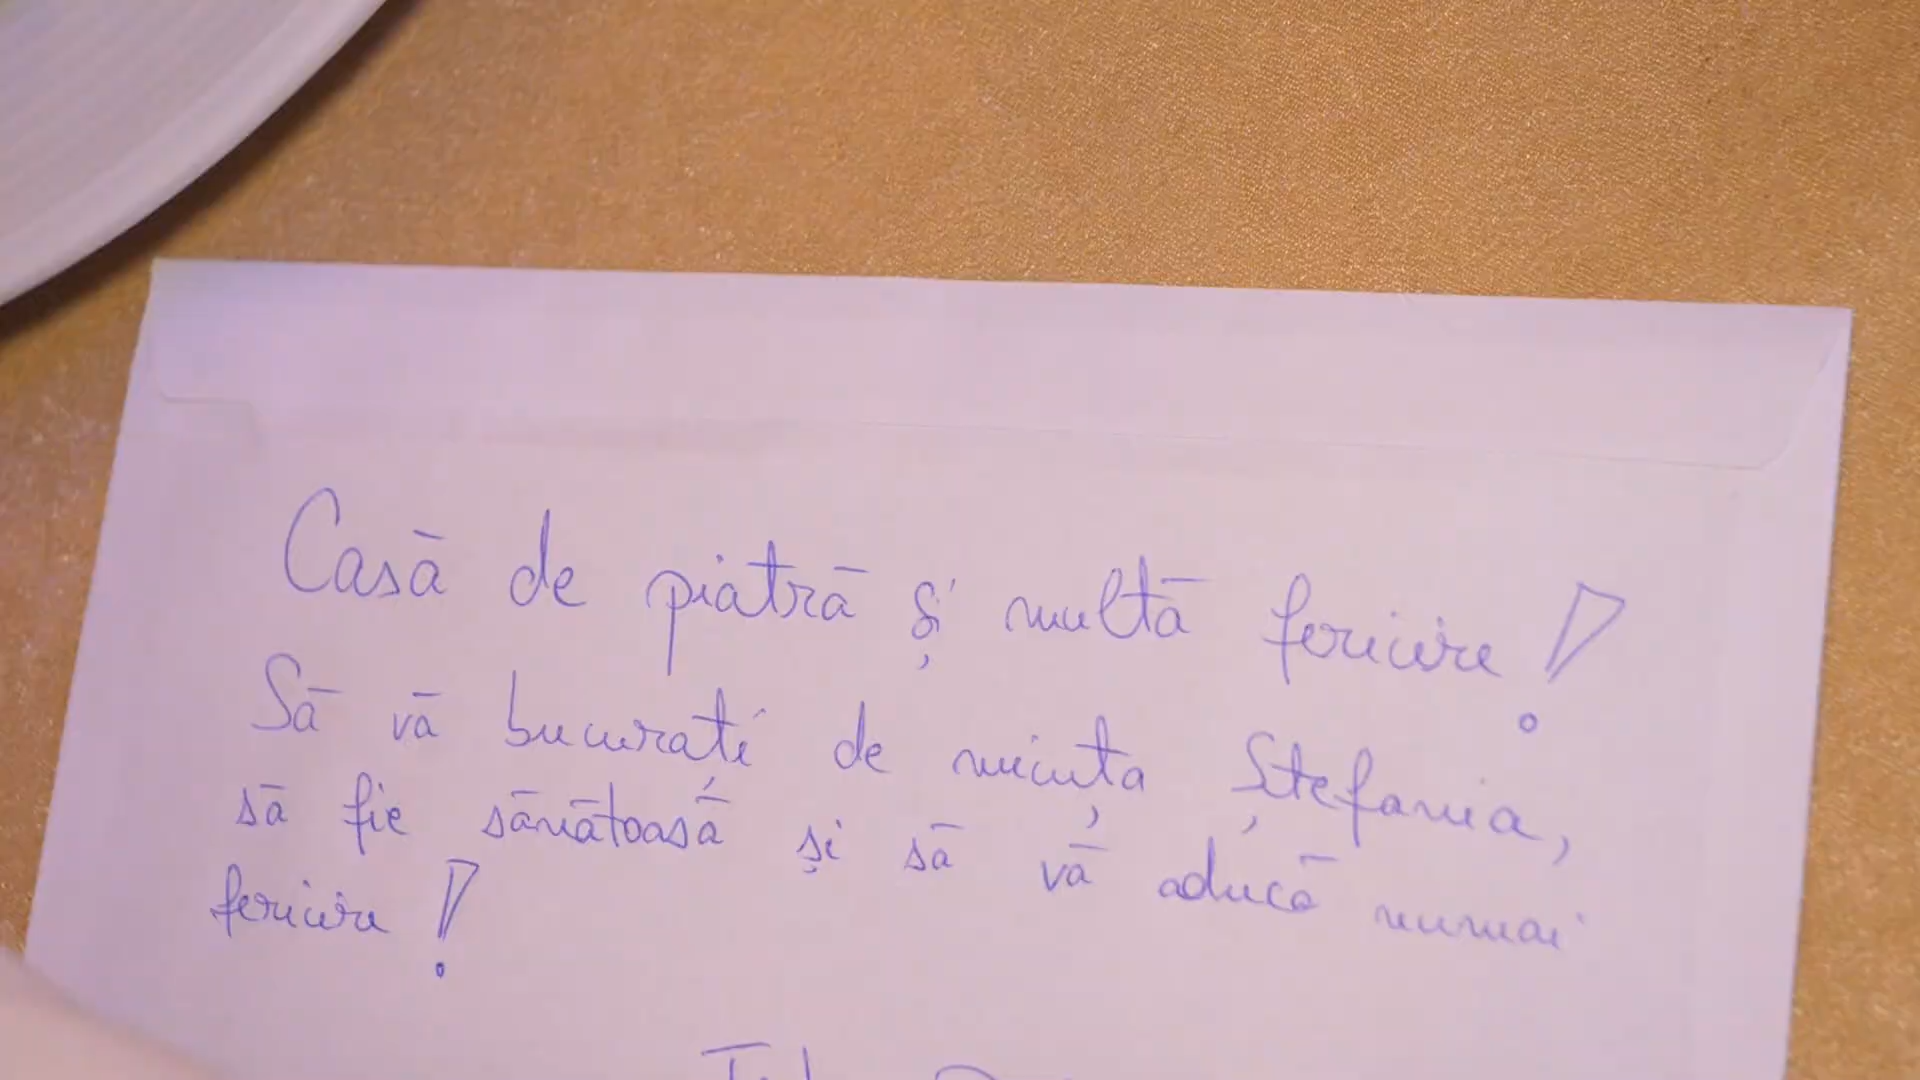 Casă de piatră și multă fericire!
Să vă bucurați de micuța Ștefania,
să fie sănătoasă și să vă aducă numai
fericire!